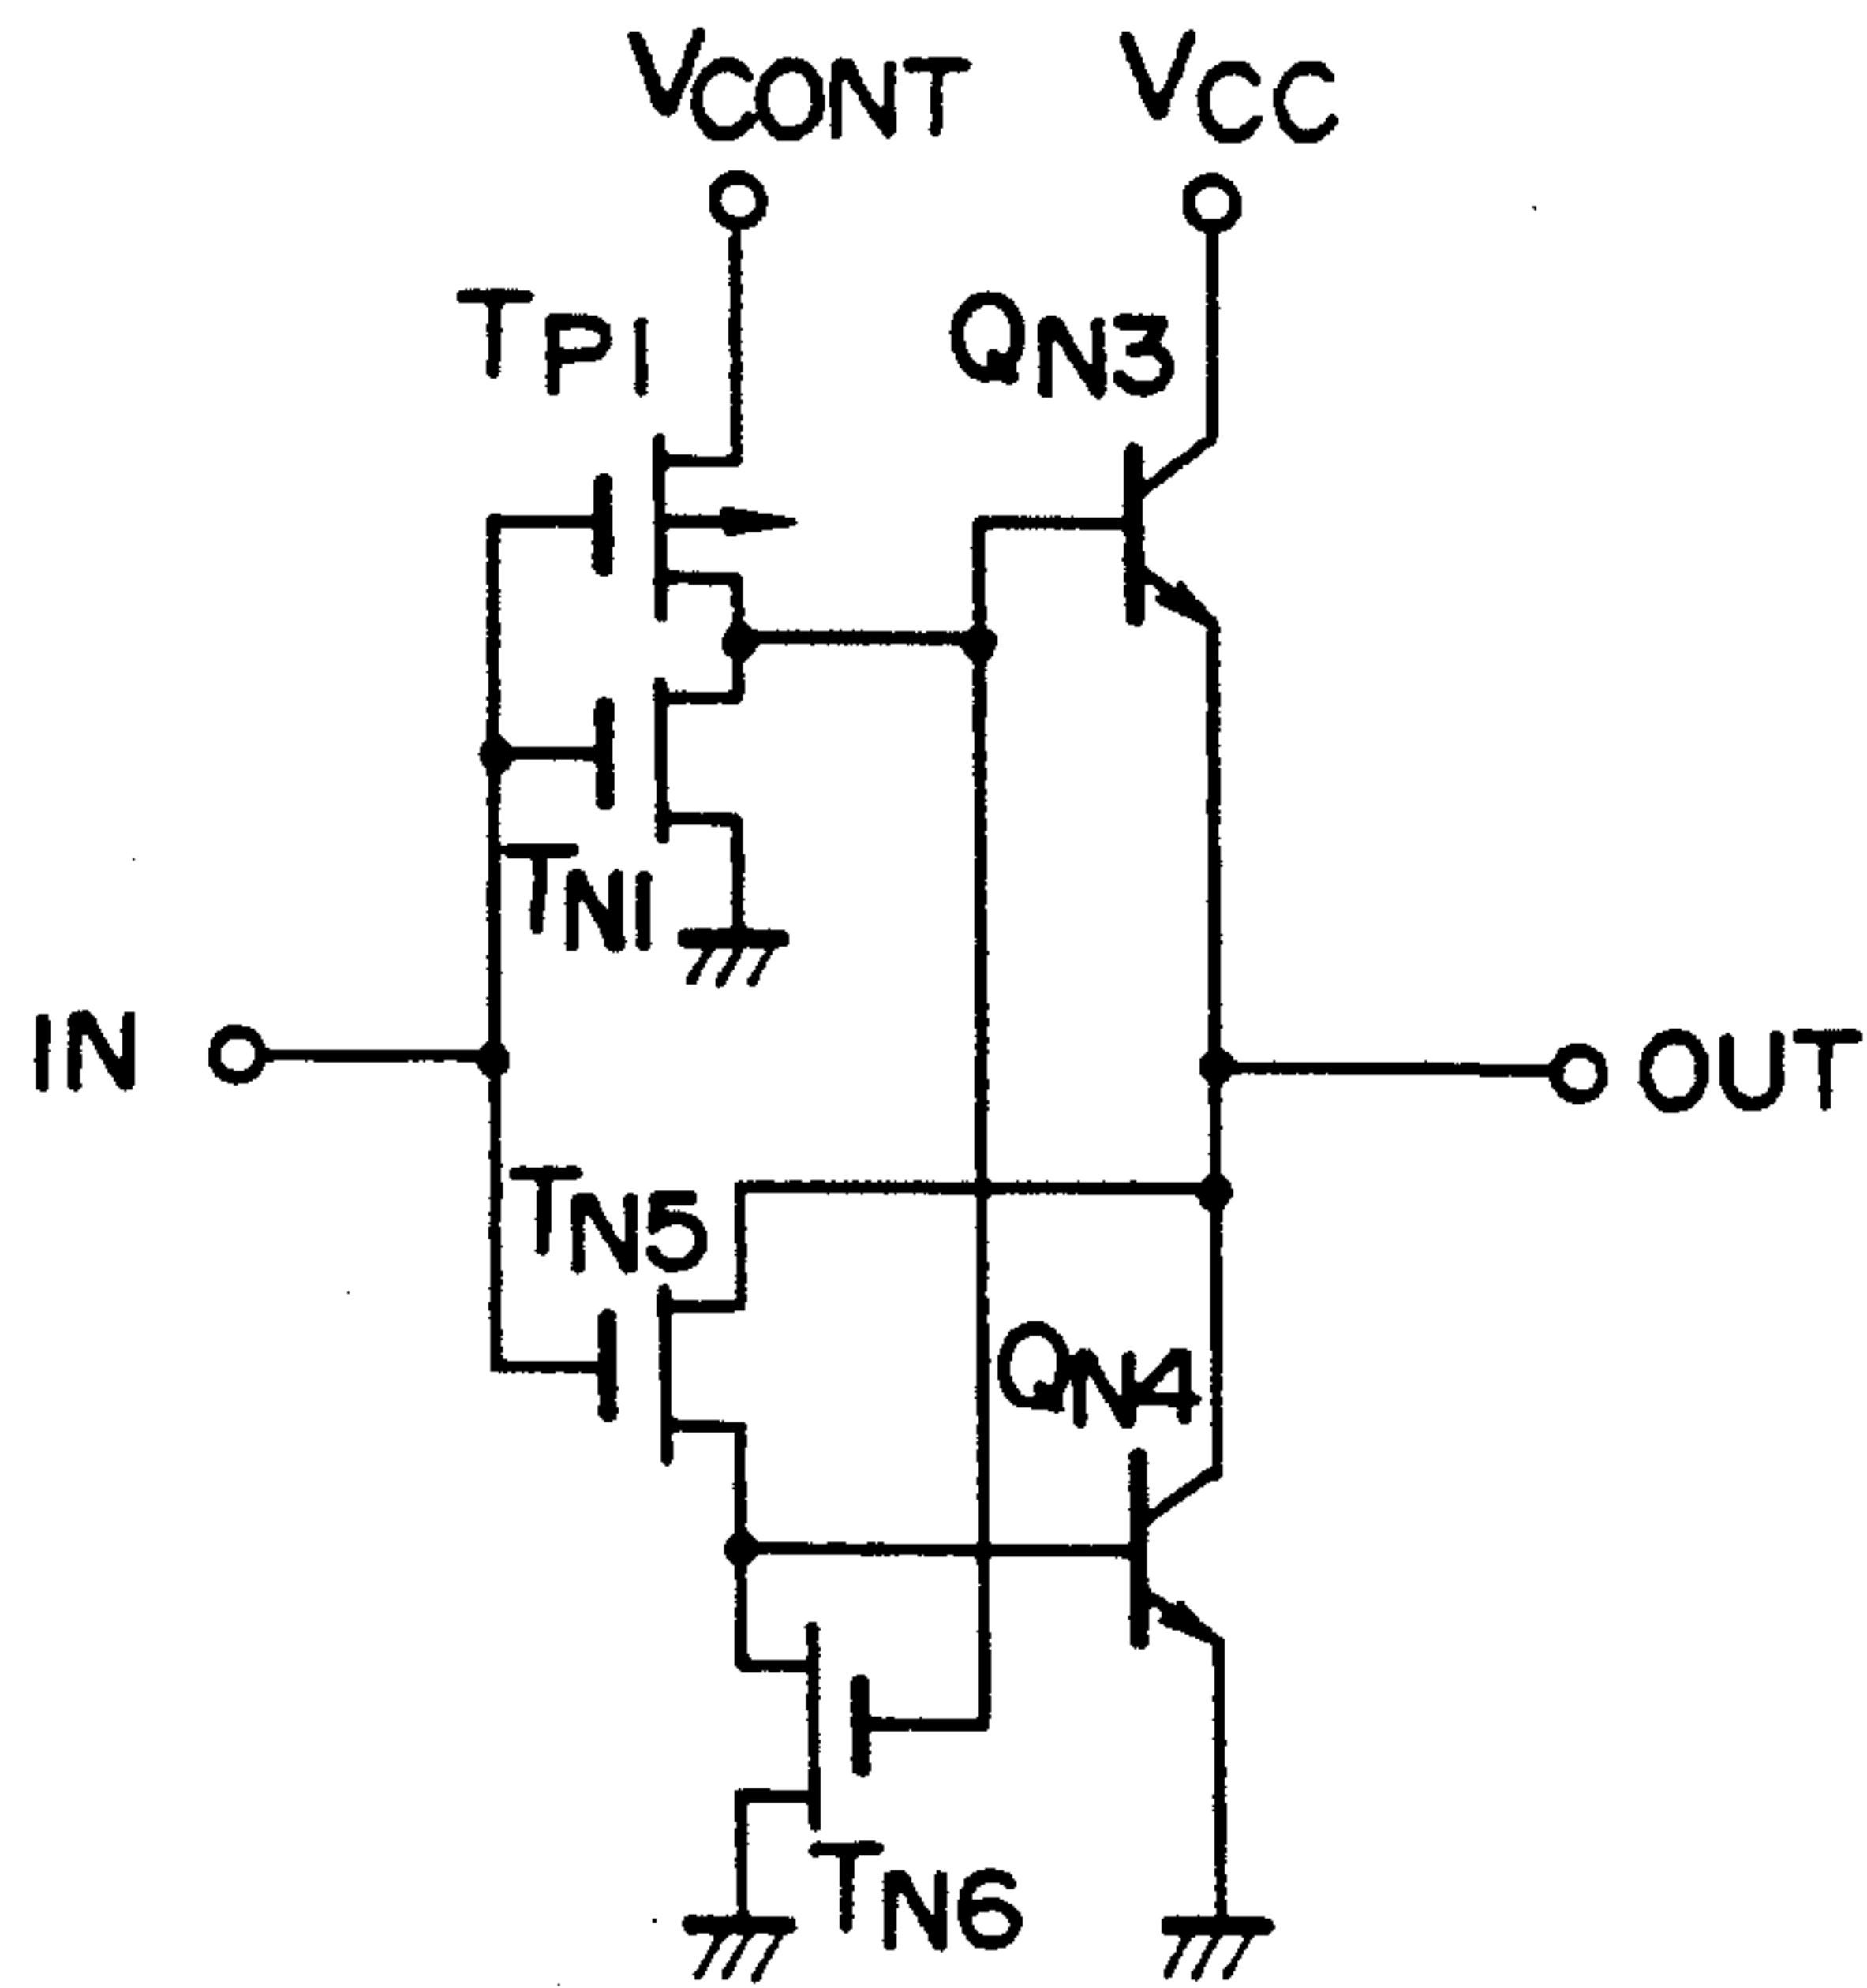 VCONT VCC
TP1 QN3
TN1
IN OUT
TN5
QN4
TN6